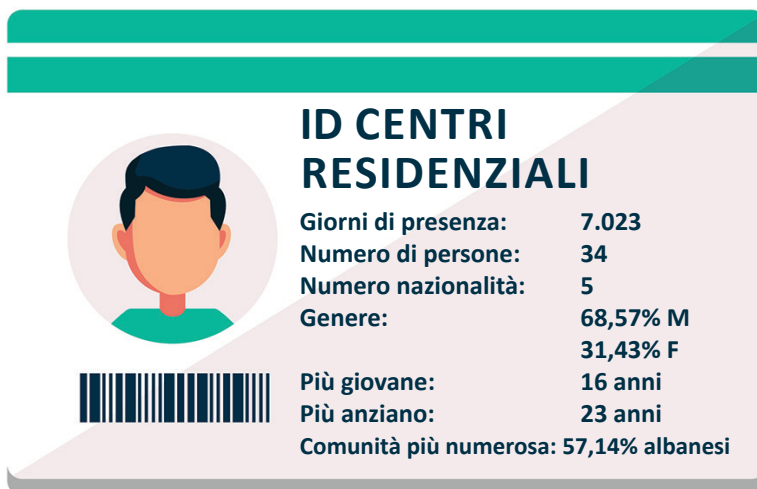 ID CENTRI
RESIDENZIALI
Giorni di presenza: 7.023
Numero di persone: 34
Numero nazionalità: 5
Genere: 68,57% M
31,43% F
Più giovane: 16 anni
Più anziano: 23 anni
Comunità più numerosa: 57,14% albanesi